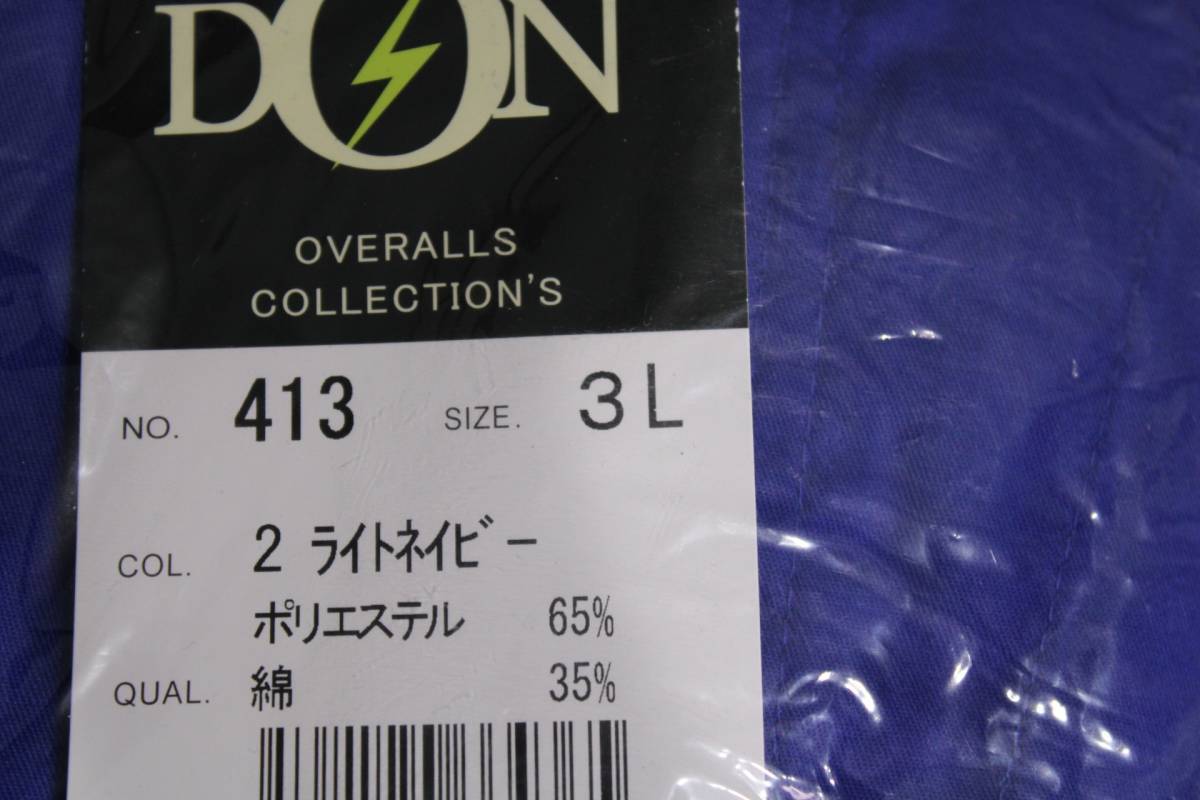 DON
OVERALLS
COLLECTION'S
NO. 413 SIZE. 3L
COL. 2 ライトネイビー
ポリエステル 65%
QUAL. 綿 35%